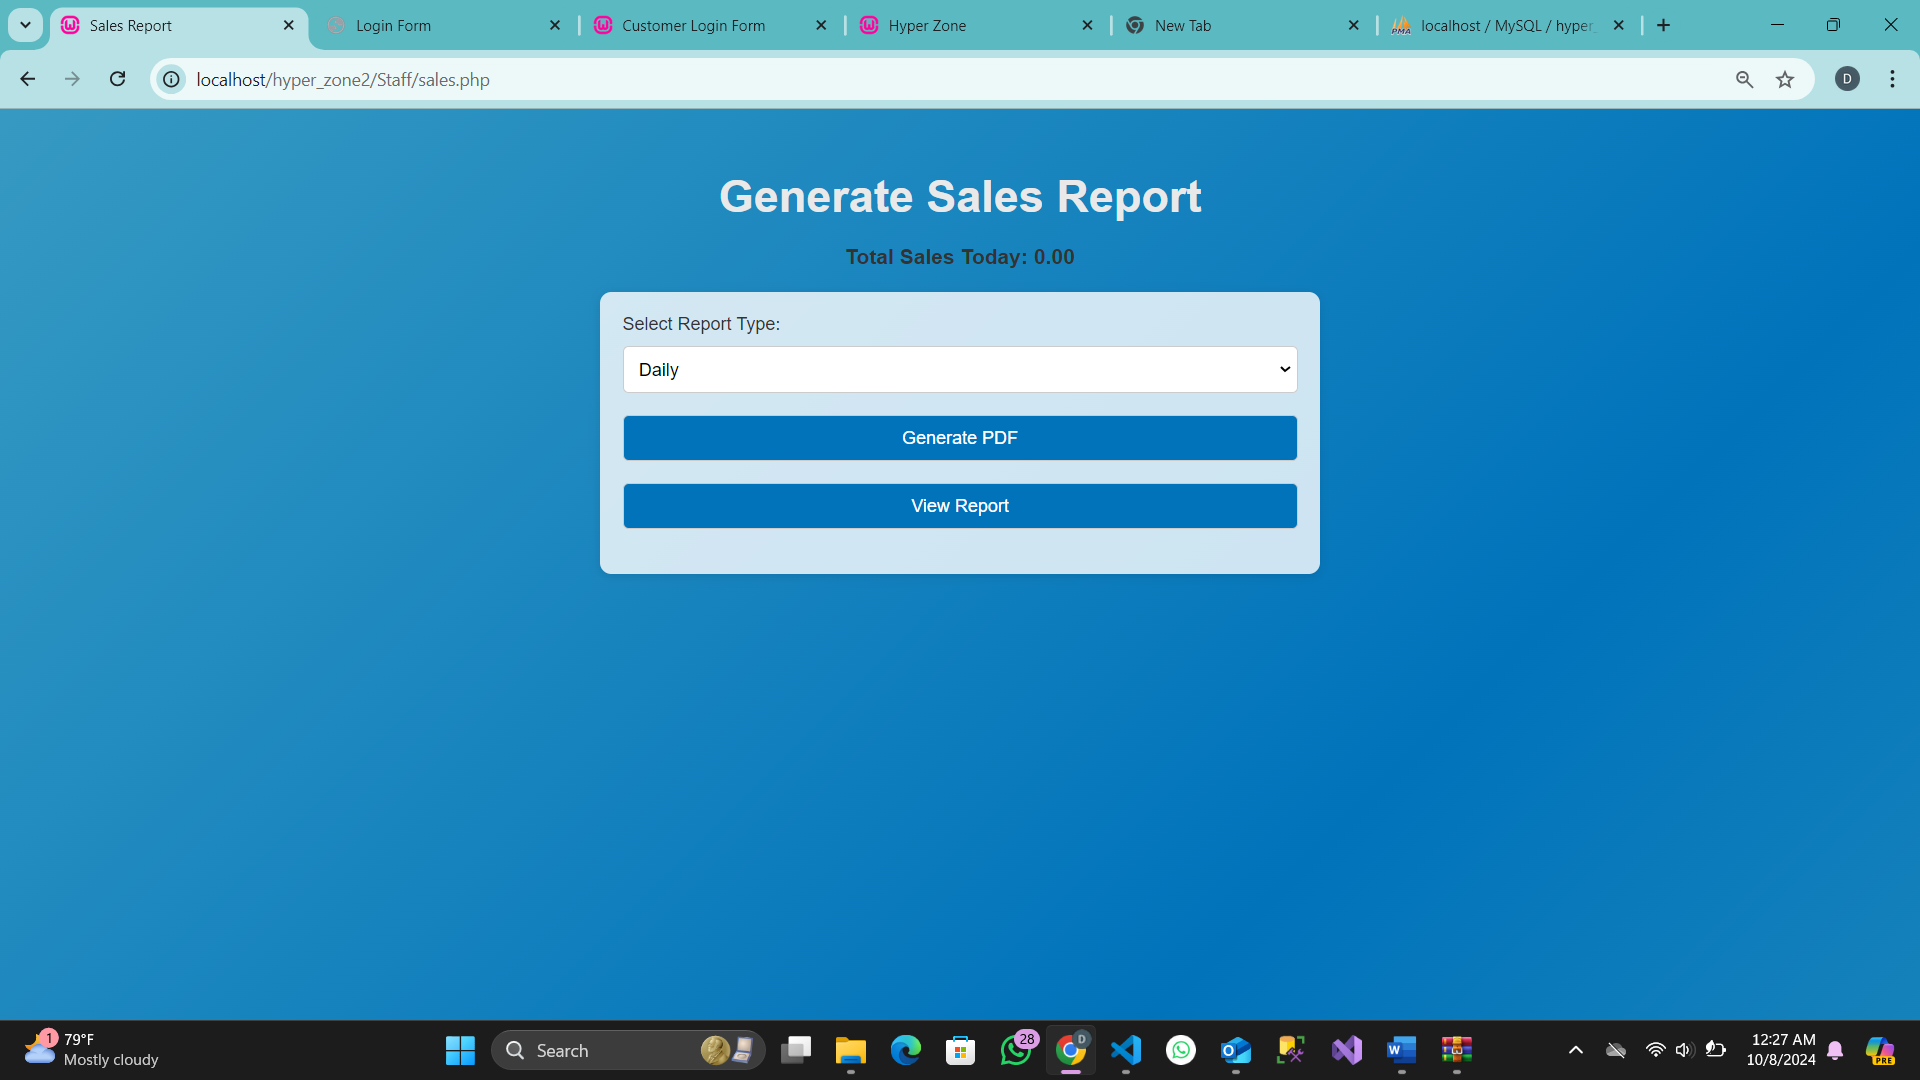 Sales Report
Login Form
Customer Login Form
Hyper Zone
New Tab
localhost / MySQL / hyper_
localhost/hyper_zone2/Staff/sales.php
D
Generate Sales Report
Total Sales Today: 0.00
Select Report Type:
Daily
Generate PDF
View Report
1
79°F
Mostly cloudy
Search
28
D
12:27 AM
10/8/2024
PRE